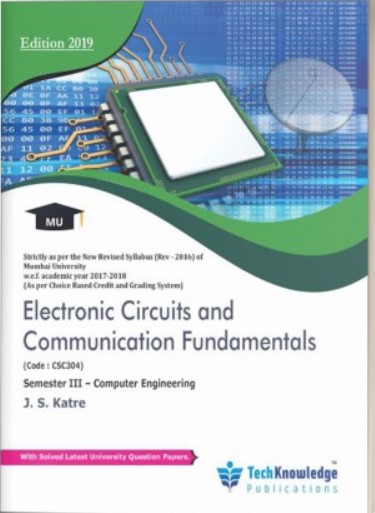 Edition 2019
MU
Strictly as per the New Revised Syllabus (Rev - 2016) of
Mumbai University
w.e.f. academic year 2017-2018
(As per Choice Based Credit and Grading System)
Electronic Circuits and
Communication Fundamentals
(Code : CSC304)
Semester III – Computer Engineering
J. S. Katre
With Solved Latest University Question Papers.
TechKnowledge
TM
Publications